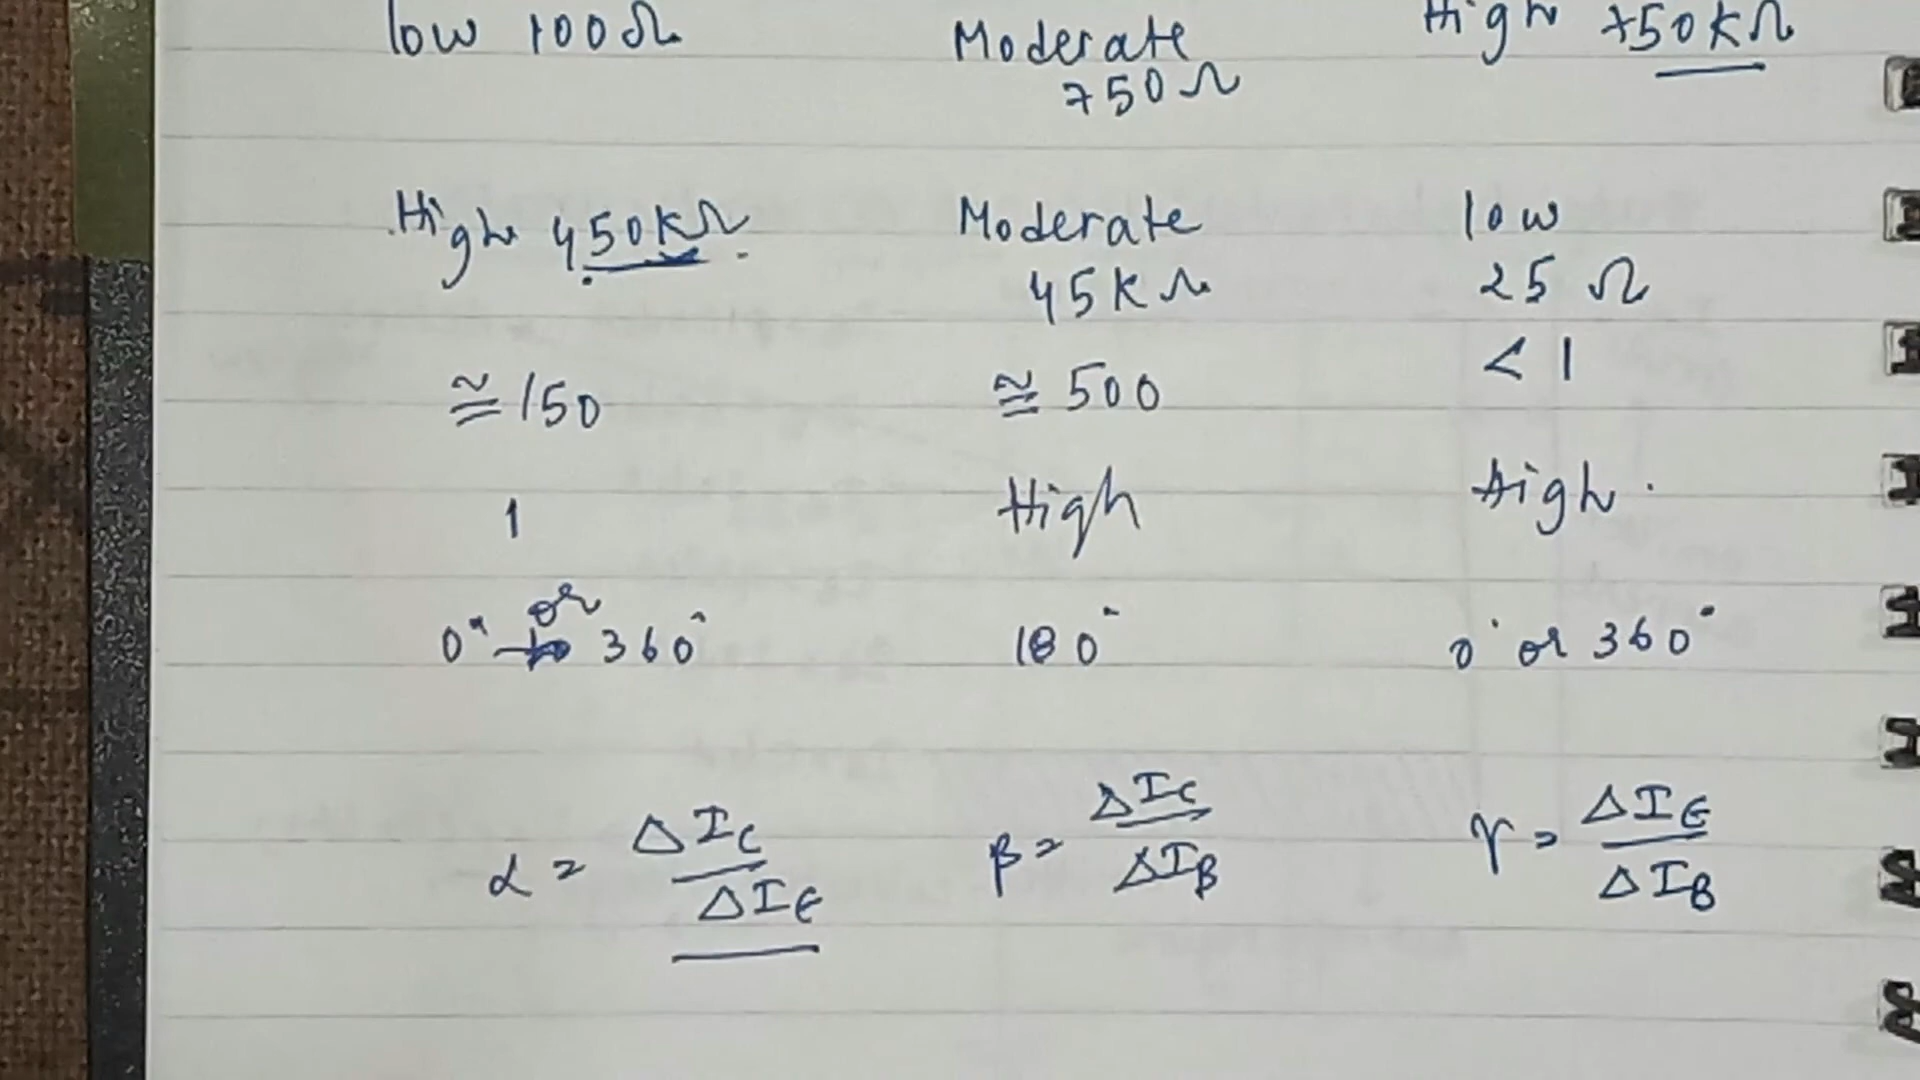 low 100Ω Moderate High 750kΩ
750Ω
High 450kΩ Moderate low
45kΩ 25 Ω
≅ 150 ≅ 500 < 1
1 High High.
or
0° 360° 180° 0° or 360°
α = ΔIC/ΔIE β = ΔIC/ΔIB γ = ΔIE/ΔIB